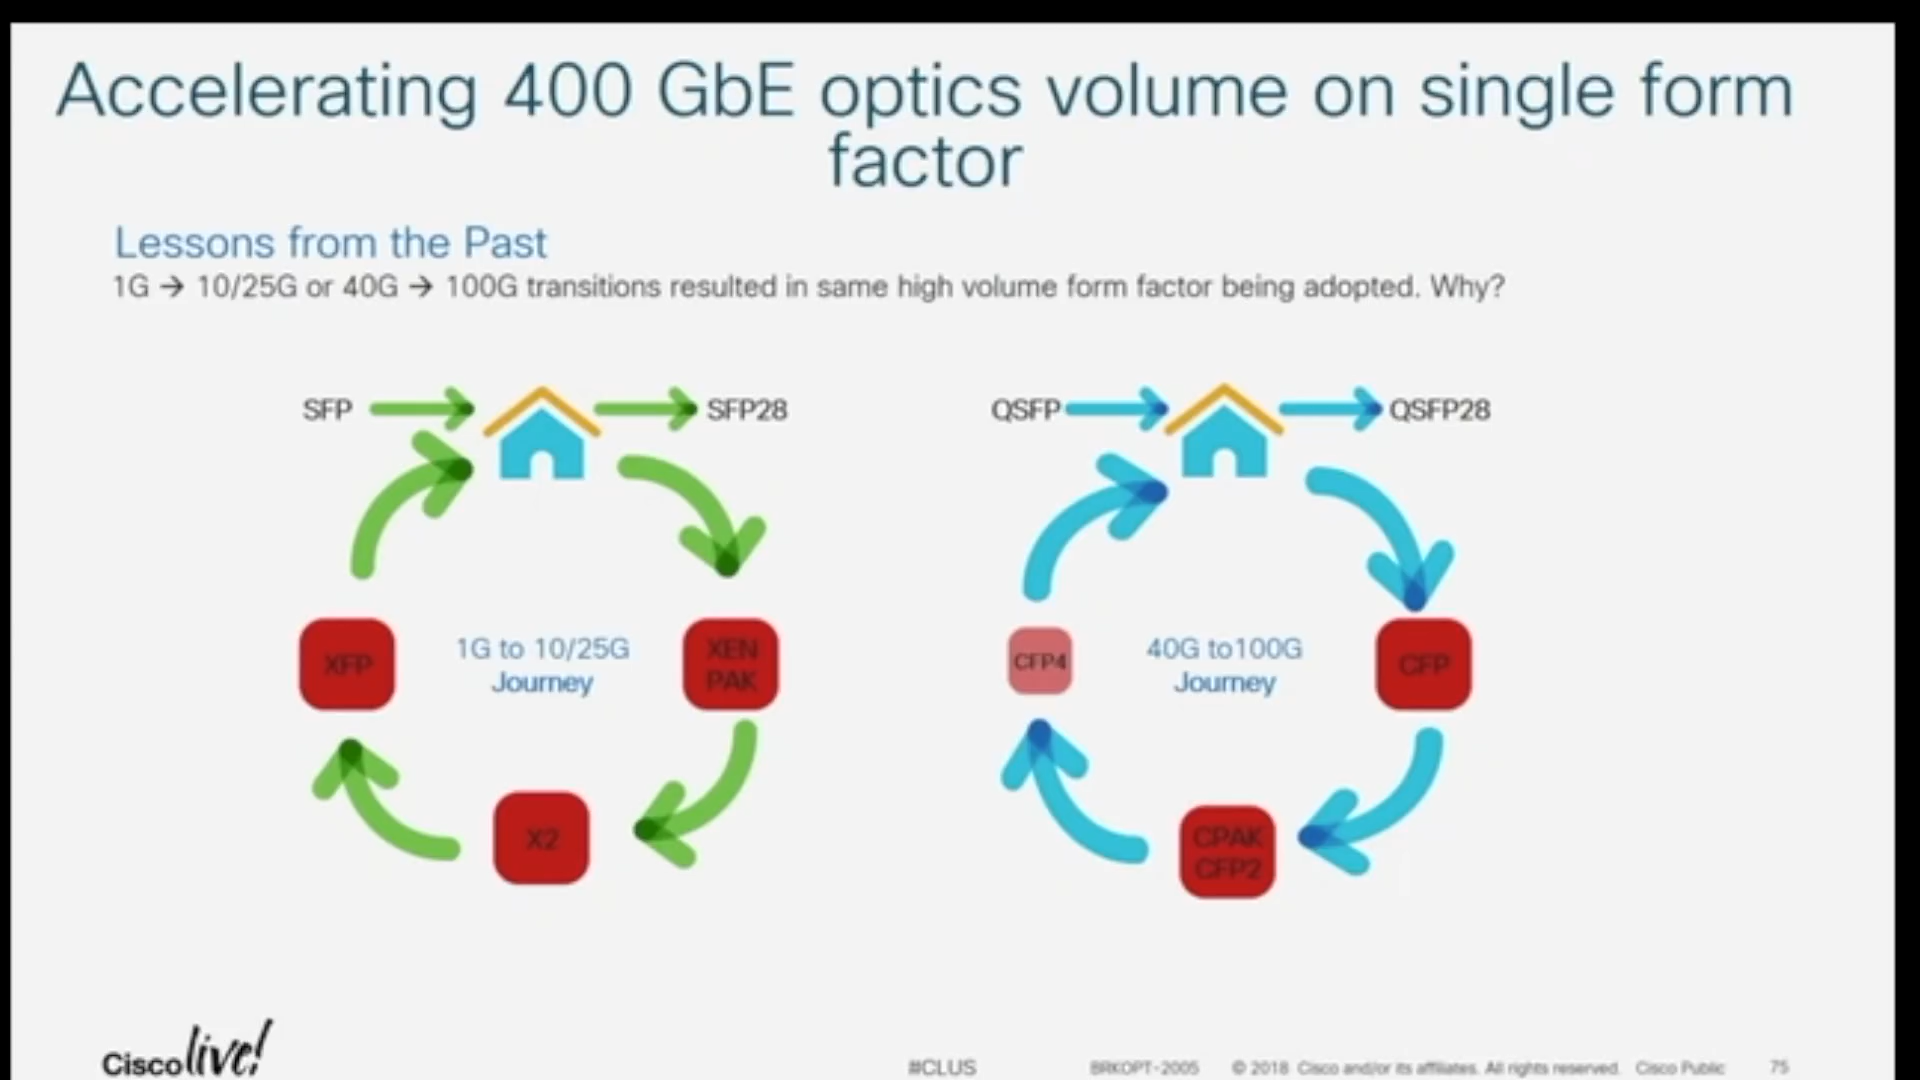 Accelerating 400 GbE optics volume on single form
factor
Lessons from the Past
1G → 10/25G or 40G → 100G transitions resulted in same high volume form factor being adopted. Why?
SFP
SFP28
XFP
1G to 10/25G
Journey
XEN
PAK
X2
QSFP
QSFP28
CFP4
40G to100G
Journey
CFP
CPAK
CFP2
Cisco live!
#CLUS
BRKOPT-2005
© 2018 Cisco and/or its affiliates. All rights reserved. Cisco Public
75